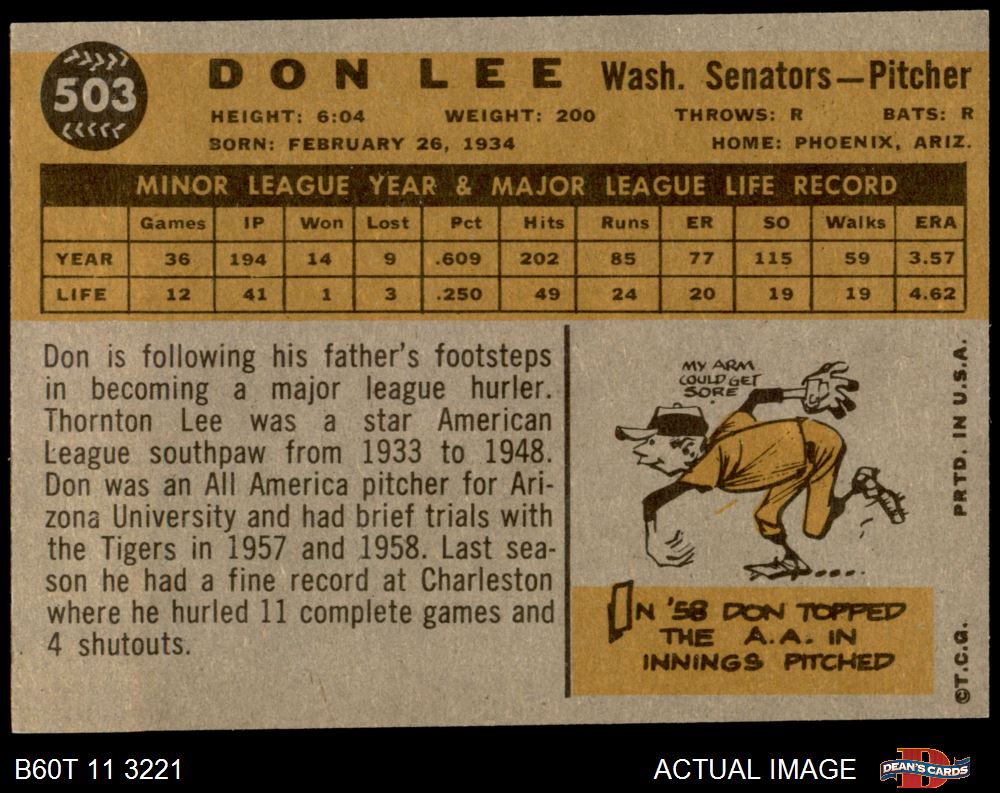 503
DON LEE Wash. Senators—Pitcher
HEIGHT: 6:04 WEIGHT: 200 THROWS: R BATS: R
BORN: FEBRUARY 26, 1934 HOME: PHOENIX, ARIZ.
MINOR LEAGUE YEAR & MAJOR LEAGUE LIFE RECORD
Games IP Won Lost Pct Hits Runs ER SO Walks ERA
YEAR 36 194 14 9 .609 202 85 77 115 59 3.57
LIFE 12 41 1 3 .250 49 24 20 19 19 4.62
Don is following his father's footsteps
in becoming a major league hurler.
Thornton Lee was a star American
League southpaw from 1933 to 1948.
Don was an All America pitcher for Ari-
zona University and had brief trials with
the Tigers in 1957 and 1958. Last sea-
son he had a fine record at Charleston
where he hurled 11 complete games and
4 shutouts.
MY ARM
COULD GET
SORE
IN '58 DON TOPPED
THE A.A. IN
INNINGS PITCHED
PRTD. IN U.S.A.
©T.C.G.
B60T 11 3221
ACTUAL IMAGE
DEAN'S CARDS